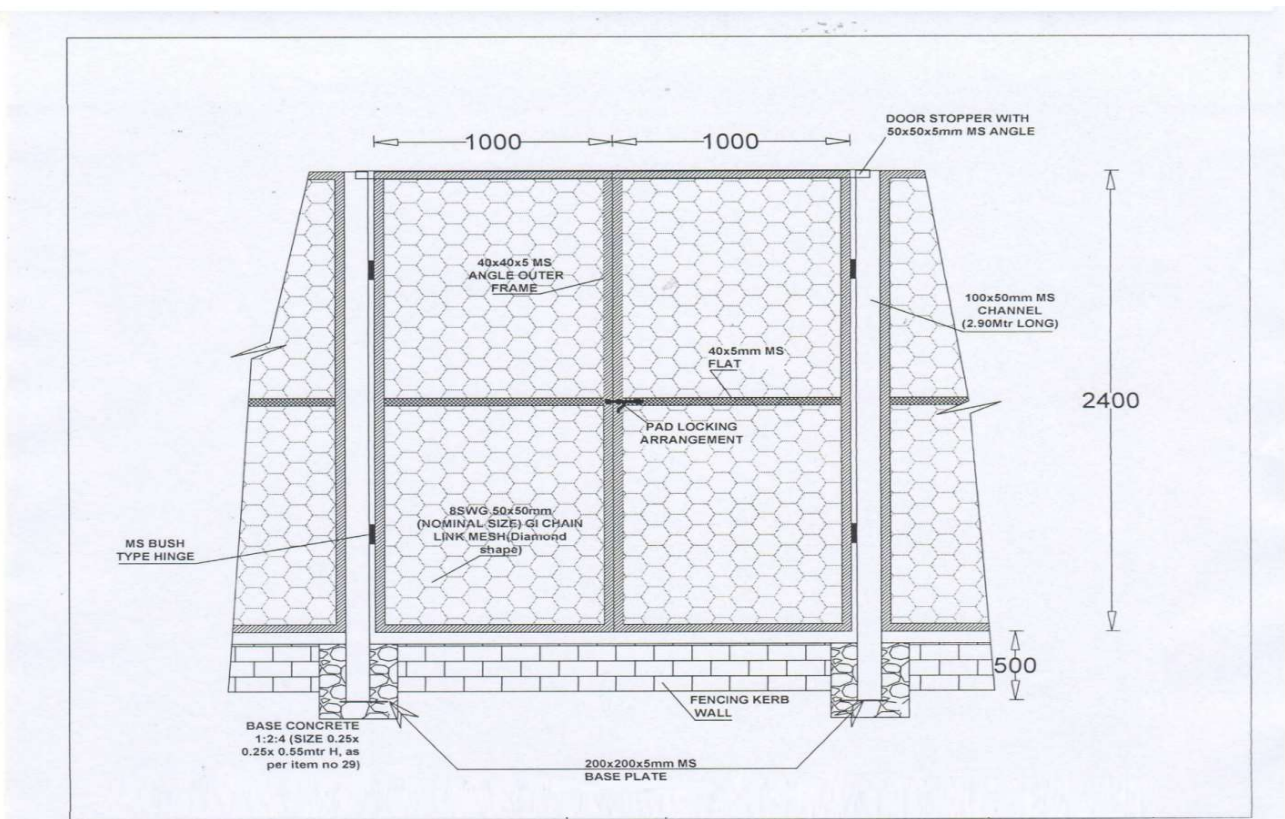 DOOR STOPPER WITH
50x50x5mm MS ANGLE
1000
1000
40x40x5 MS
ANGLE OUTER
FRAME
100x50mm MS
CHANNEL
(2.90Mtr LONG)
40x5mm MS
FLAT
2400
PAD LOCKING
ARRANGEMENT
8SWG 50x50mm
(NOMINAL SIZE) GI CHAIN
LINK MESH(Diamond
shape)
MS BUSH
TYPE HINGE
500
FENCING KERB
WALL
BASE CONCRETE
1:2:4 (SIZE 0.25x
0.25x 0.55mtr H, as
per item no 29)
200x200x5mm MS
BASE PLATE